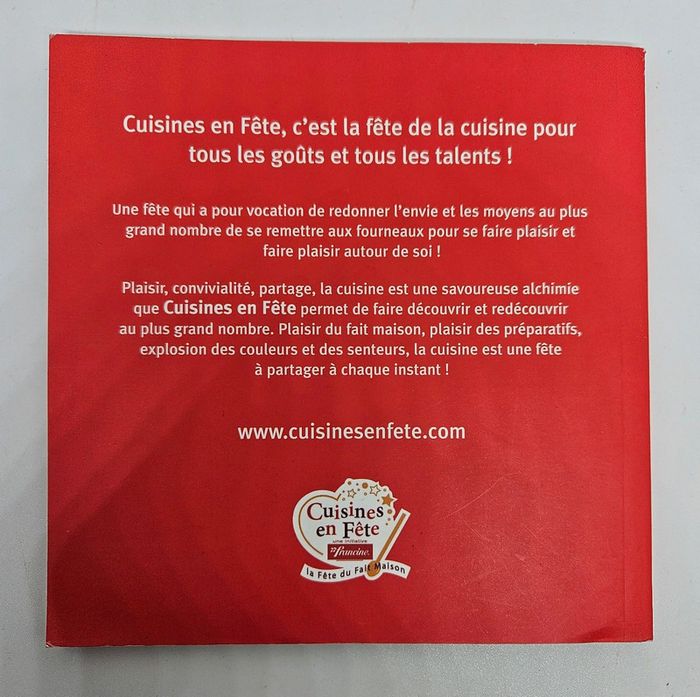 Cuisines en Fête, c'est la fête de la cuisine pour
tous les goûts et tous les talents !
Une fête qui a pour vocation de redonner l'envie et les moyens au plus
grand nombre de se remettre aux fourneaux pour se faire plaisir et
faire plaisir autour de soi !
Plaisir, convivialité, partage, la cuisine est une savoureuse alchimie
que Cuisines en Fête permet de faire découvrir et redécouvrir
au plus grand nombre. Plaisir du fait maison, plaisir des préparatifs,
explosion des couleurs et des senteurs, la cuisine est une fête
à partager à chaque instant !
www.cuisinesenfete.com
Cuisines
en Fête
une initiative
francine
la Fête du Fait Maison